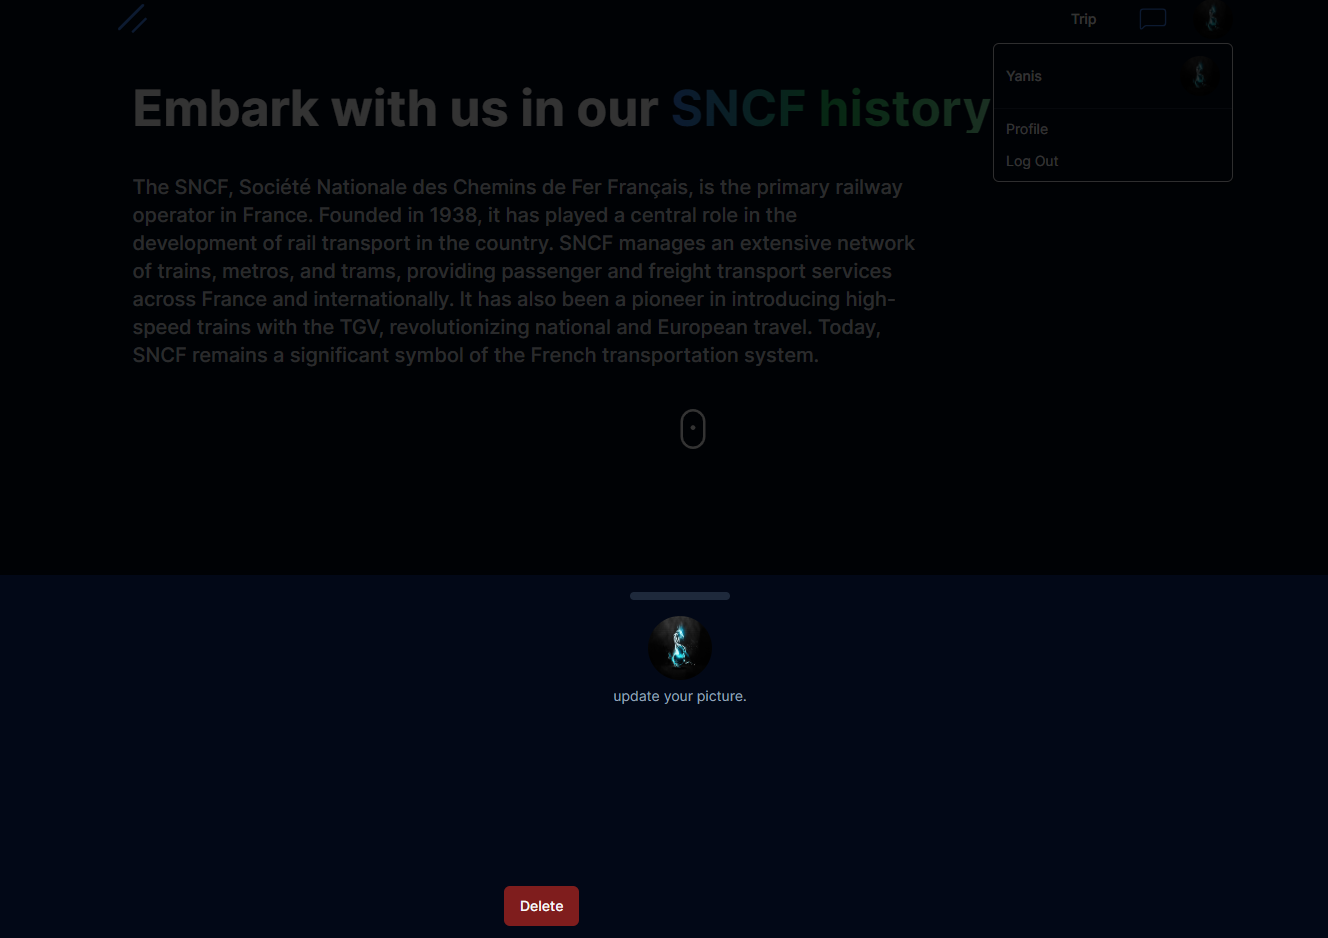 Trip
Yanis
Embark with us in our SNCF history
Profile
Log Out
The SNCF, Société Nationale des Chemins de Fer Français, is the primary railway
operator in France. Founded in 1938, it has played a central role in the
development of rail transport in the country. SNCF manages an extensive network
of trains, metros, and trams, providing passenger and freight transport services
across France and internationally. It has also been a pioneer in introducing high-
speed trains with the TGV, revolutionizing national and European travel. Today,
SNCF remains a significant symbol of the French transportation system.
update your picture.
Delete